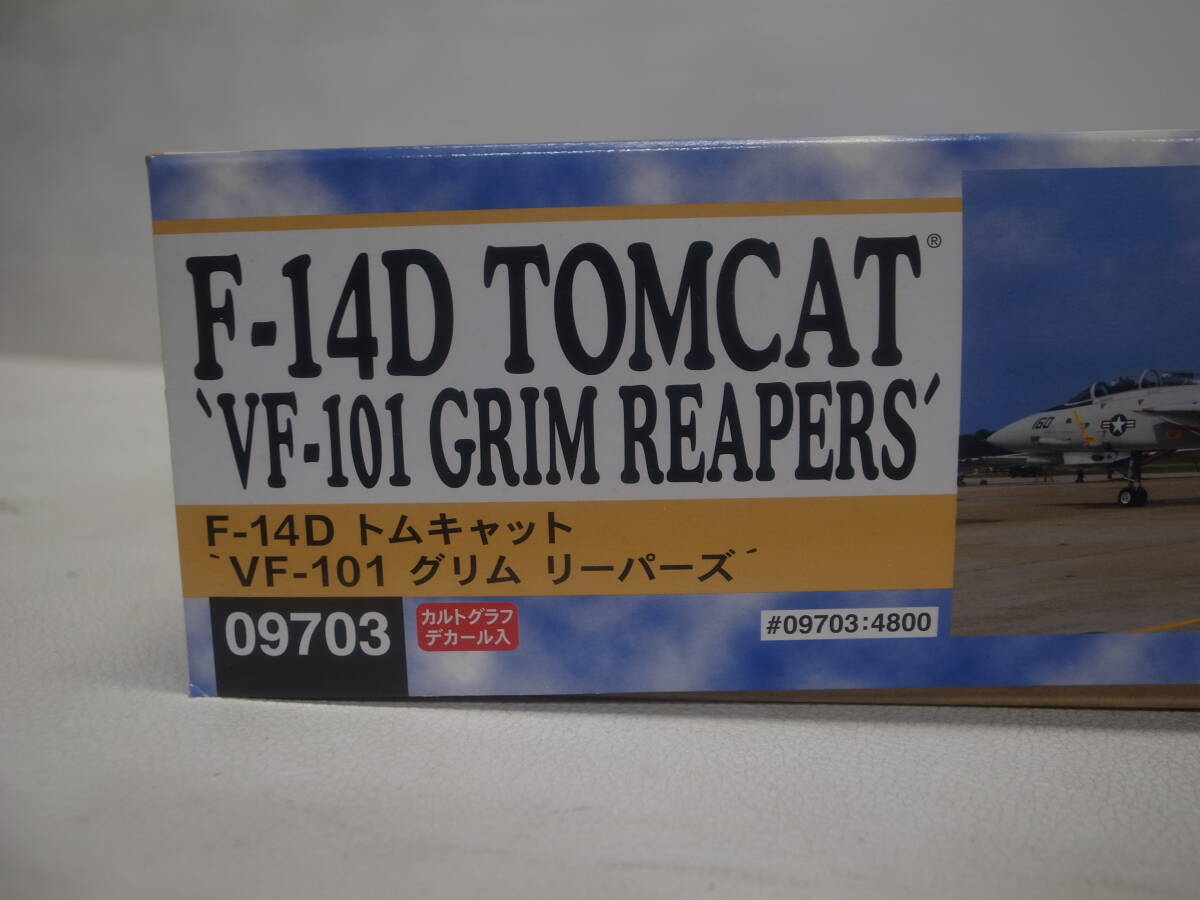 F-14D TOMCAT®
`VF-101 GRIM REAPERS´
F-14D トムキャット
`VF-101 グリム リーパーズ´
09703
カルトグラフ
デカール入
#09703:4800
160